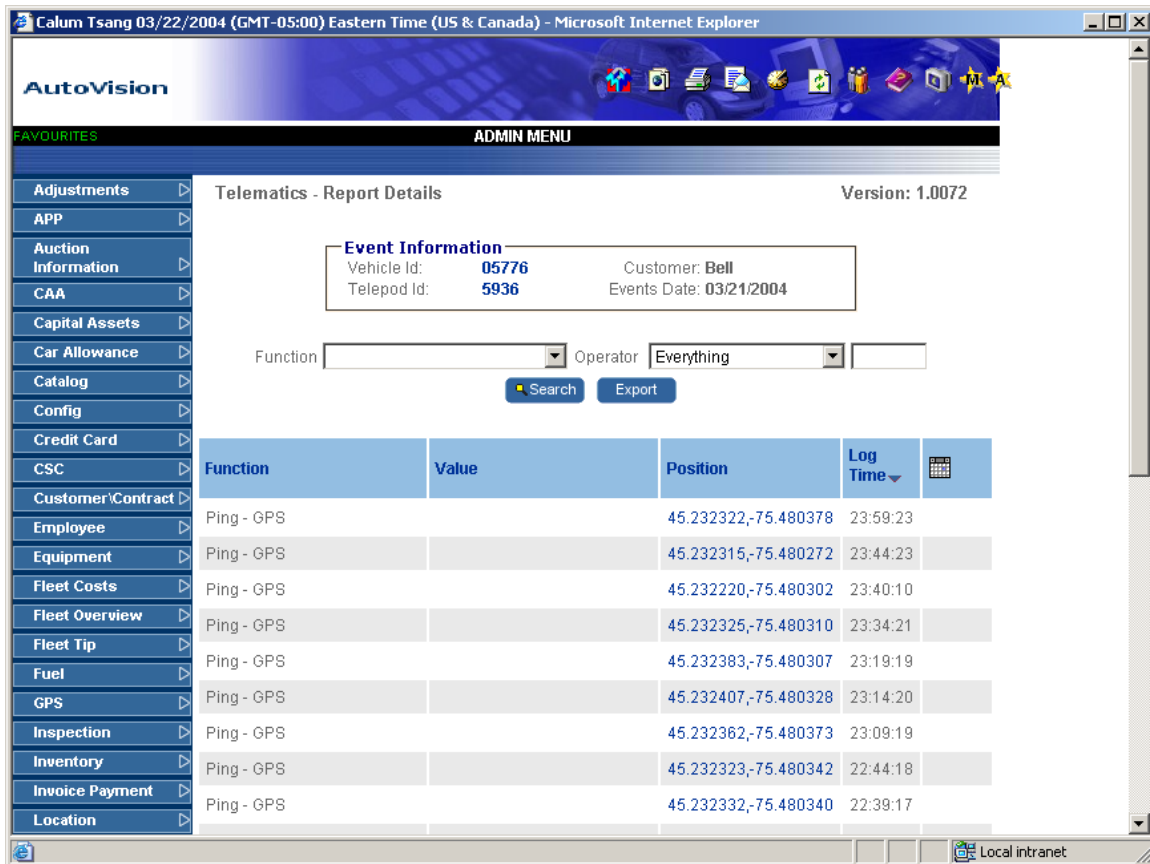 Calum Tsang 03/22/2004 (GMT-05:00) Eastern Time (US & Canada) - Microsoft Internet Explorer
AutoVision
M A
FAVOURITES ADMIN MENU
Telematics - Report Details Version: 1.0072
Adjustments
APP
Auction
Information
CAA
Capital Assets
Car Allowance
Catalog
Config
Credit Card
CSC
Customer\Contract
Employee
Equipment
Fleet Costs
Fleet Overview
Fleet Tip
Fuel
GPS
Inspection
Inventory
Invoice Payment
Location
Event Information
Vehicle Id: 05776 Customer: Bell
Telepod Id: 5936 Events Date: 03/21/2004
Function Operator Everything
Search Export
Function Value Position Log
Time
Ping - GPS 45.232322,-75.480378 23:59:23
Ping - GPS 45.232315,-75.480272 23:44:23
Ping - GPS 45.232220,-75.480302 23:40:10
Ping - GPS 45.232325,-75.480310 23:34:21
Ping - GPS 45.232383,-75.480307 23:19:19
Ping - GPS 45.232407,-75.480328 23:14:20
Ping - GPS 45.232362,-75.480373 23:09:19
Ping - GPS 45.232323,-75.480342 22:44:18
Ping - GPS 45.232332,-75.480340 22:39:17
Local intranet